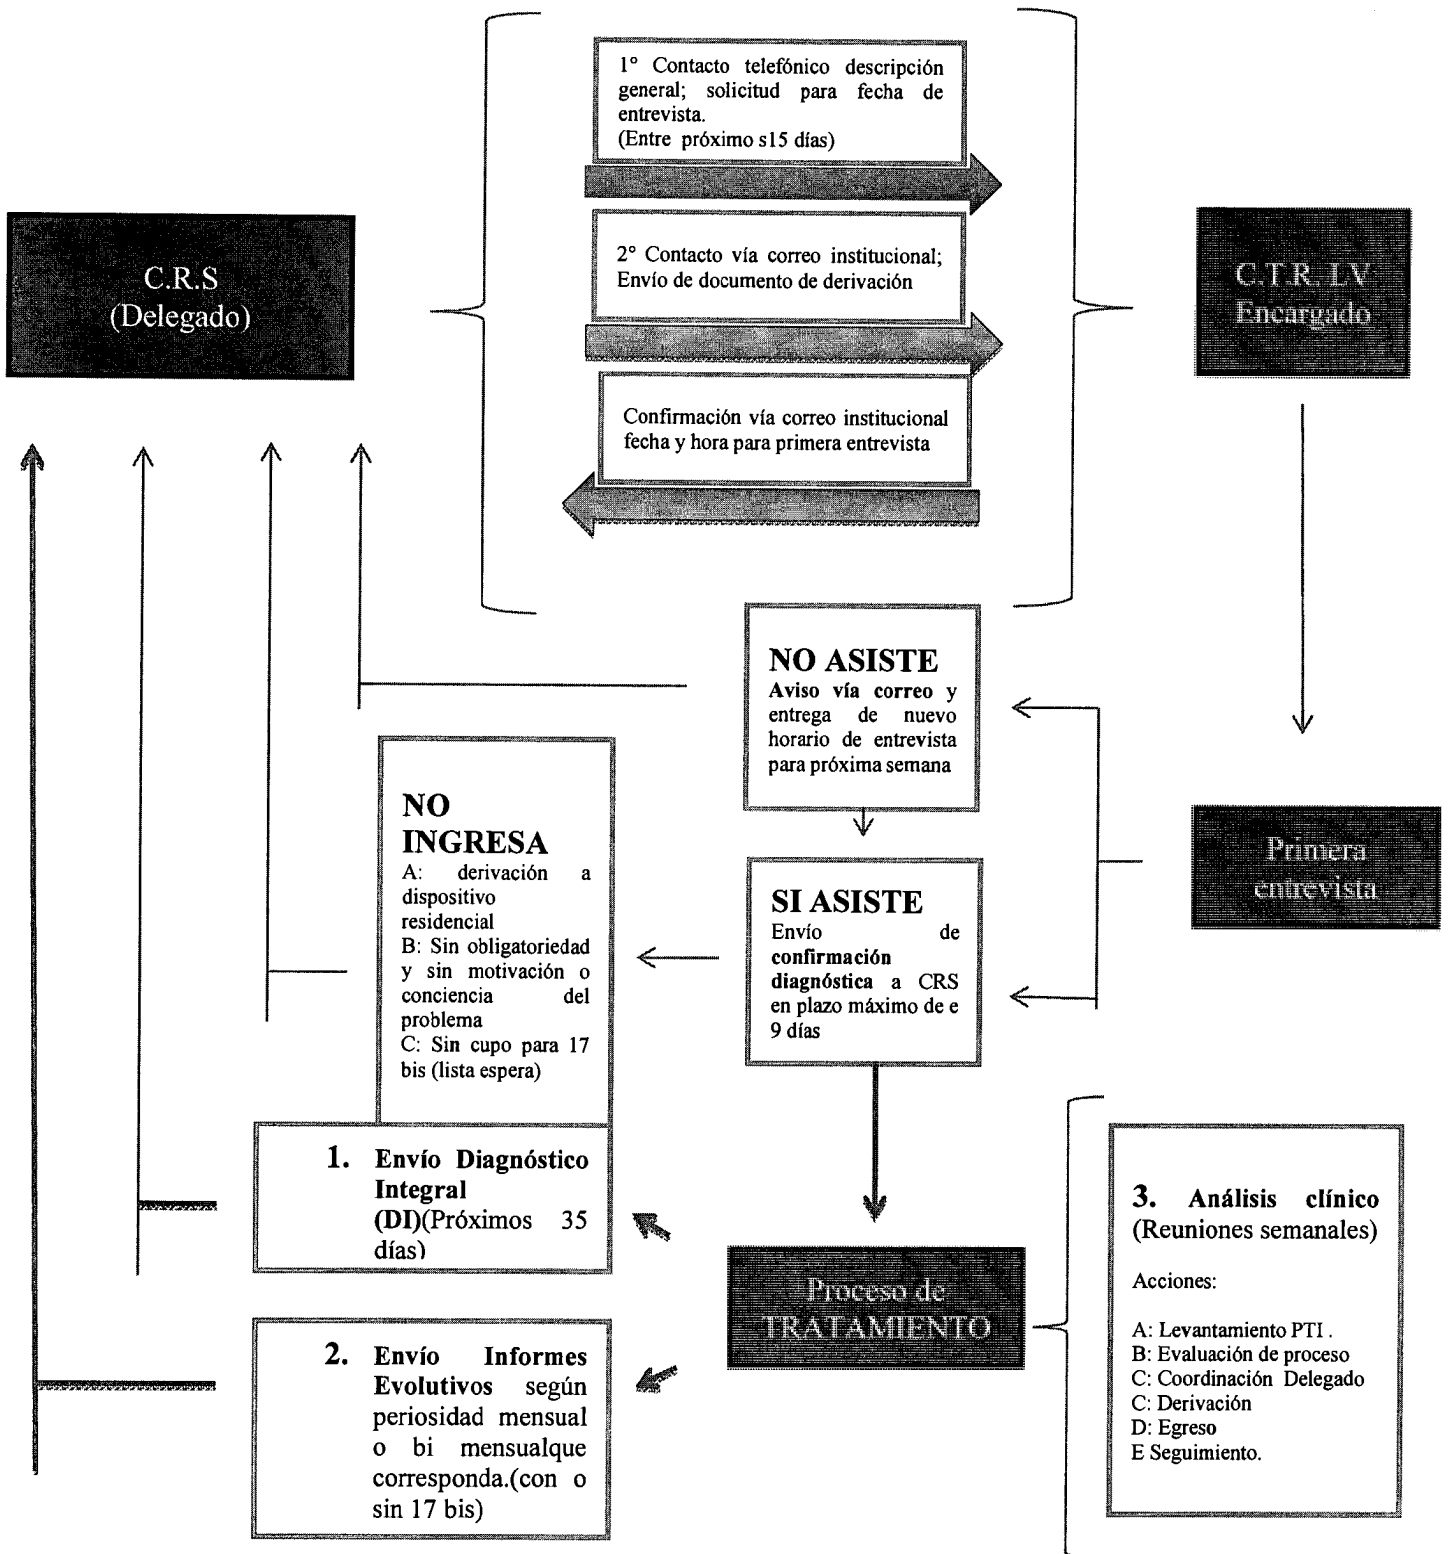 1° Contacto telefónico descripción
general; solicitud para fecha de
entrevista.
(Entre próximo s15 días)
2° Contacto vía correo institucional;
Envío de documento de derivación
Confirmación vía correo institucional
fecha y hora para primera entrevista
C.R.S
(Delegado)
C.T.R. LV
Encargado
NO ASISTE
Aviso vía correo y
entrega de nuevo
horario de entrevista
para próxima semana
Primera
entrevista
SI ASISTE
Envío de
confirmación
diagnóstica a CRS
en plazo máximo de e
9 días
NO
INGRESA
A: derivación a
dispositivo
residencial
B: Sin obligatoriedad
y sin motivación o
conciencia del
problema
C: Sin cupo para 17
bis (lista espera)
1. Envío Diagnóstico
Integral
(DI)(Próximos 35
días)
Proceso de
TRATAMIENTO
2. Envío Informes
Evolutivos según
periosidad mensual
o bi mensualque
corresponda.(con o
sin 17 bis)
3. Análisis clínico
(Reuniones semanales)
Acciones:
A: Levantamiento PTI .
B: Evaluación de proceso
C: Coordinación Delegado
C: Derivación
D: Egreso
E Seguimiento.